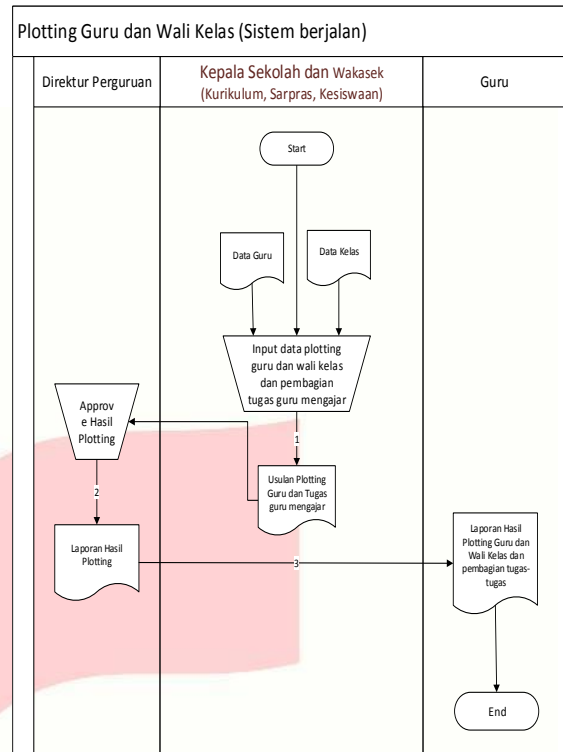 Plotting Guru dan Wali Kelas (Sistem berjalan)
Direktur Perguruan
Kepala Sekolah dan Wakasek
(Kurikulum, Sarpras, Kesiswaan)
Guru
Start
Data Guru
Data Kelas
Input data plotting
guru dan wali kelas
dan pembagian
tugas guru mengajar
Approv
e Hasil
Plotting
1
Usulan Plotting
Guru dan Tugas
guru mengajar
2
Laporan Hasil
Plotting
3
Laporan Hasil
Plotting Guru dan
Wali Kelas dan
pembagian tugas-
tugas
End